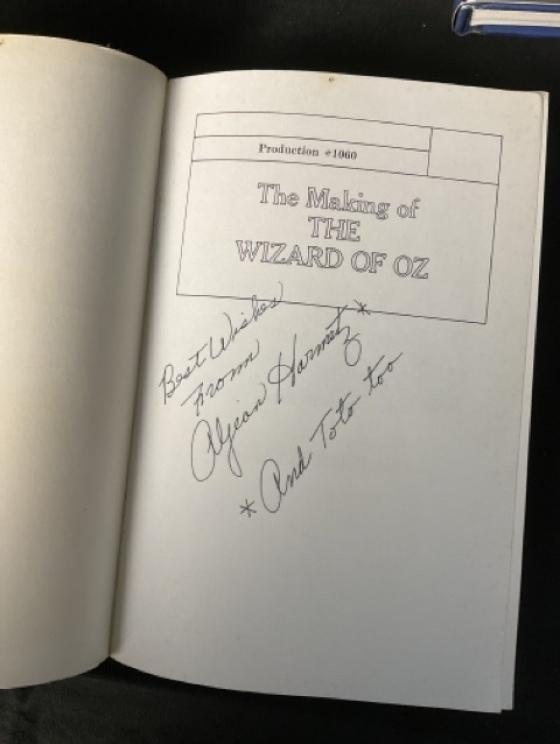 Production #1060
The Making of
THE
WIZARD OF OZ
Best Wishes
From
Aljean Harmetz *
* And Toto too